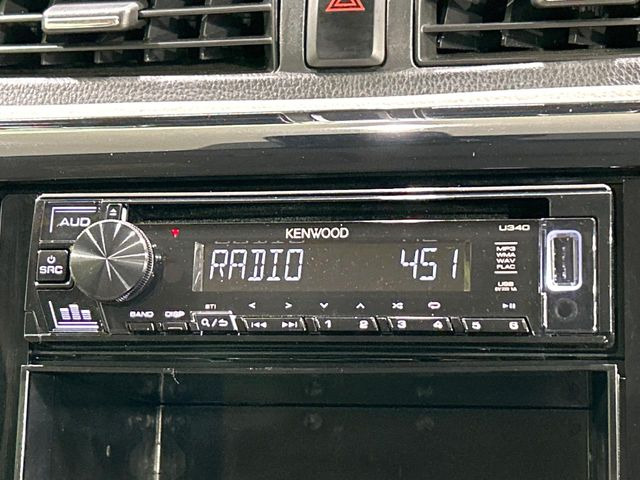 AUD
KENWOOD
U340
SRC
RADIO 451
MP3
WMA
WAV
FLAC
USB
BAND
DISP
1
2
3
4
5
6